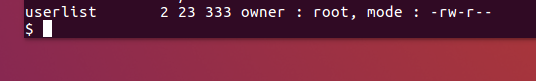 userlist       2 23 333 owner : root, mode : -rw-r--
$